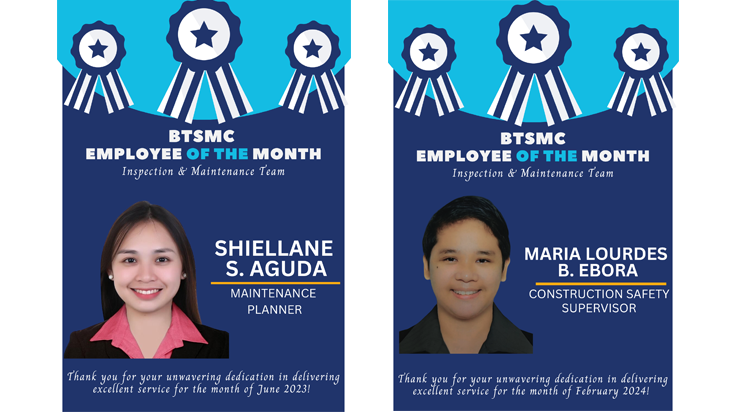 BTSMC
EMPLOYEE OF THE MONTH
Inspection & Maintenance Team
SHIELLANE
S. AGUDA
MAINTENANCE
PLANNER
Thank you for your unwavering dedication in delivering
excellent service for the month of June 2023!
BTSMC
EMPLOYEE OF THE MONTH
Inspection & Maintenance Team
MARIA LOURDES
B. EBORA
CONSTRUCTION SAFETY
SUPERVISOR
Thank you for your unwavering dedication in delivering
excellent service for the month of February 2024!